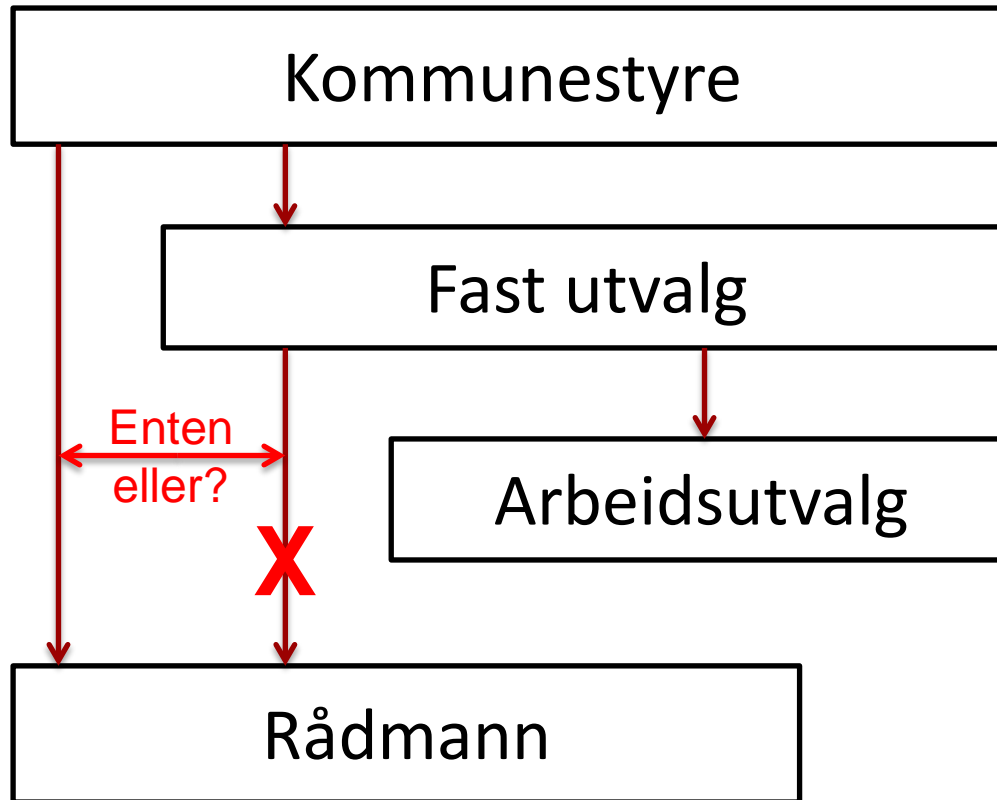 Kommunestyre
Fast utvalg
Enten
eller?
Arbeidsutvalg
X
Rådmann